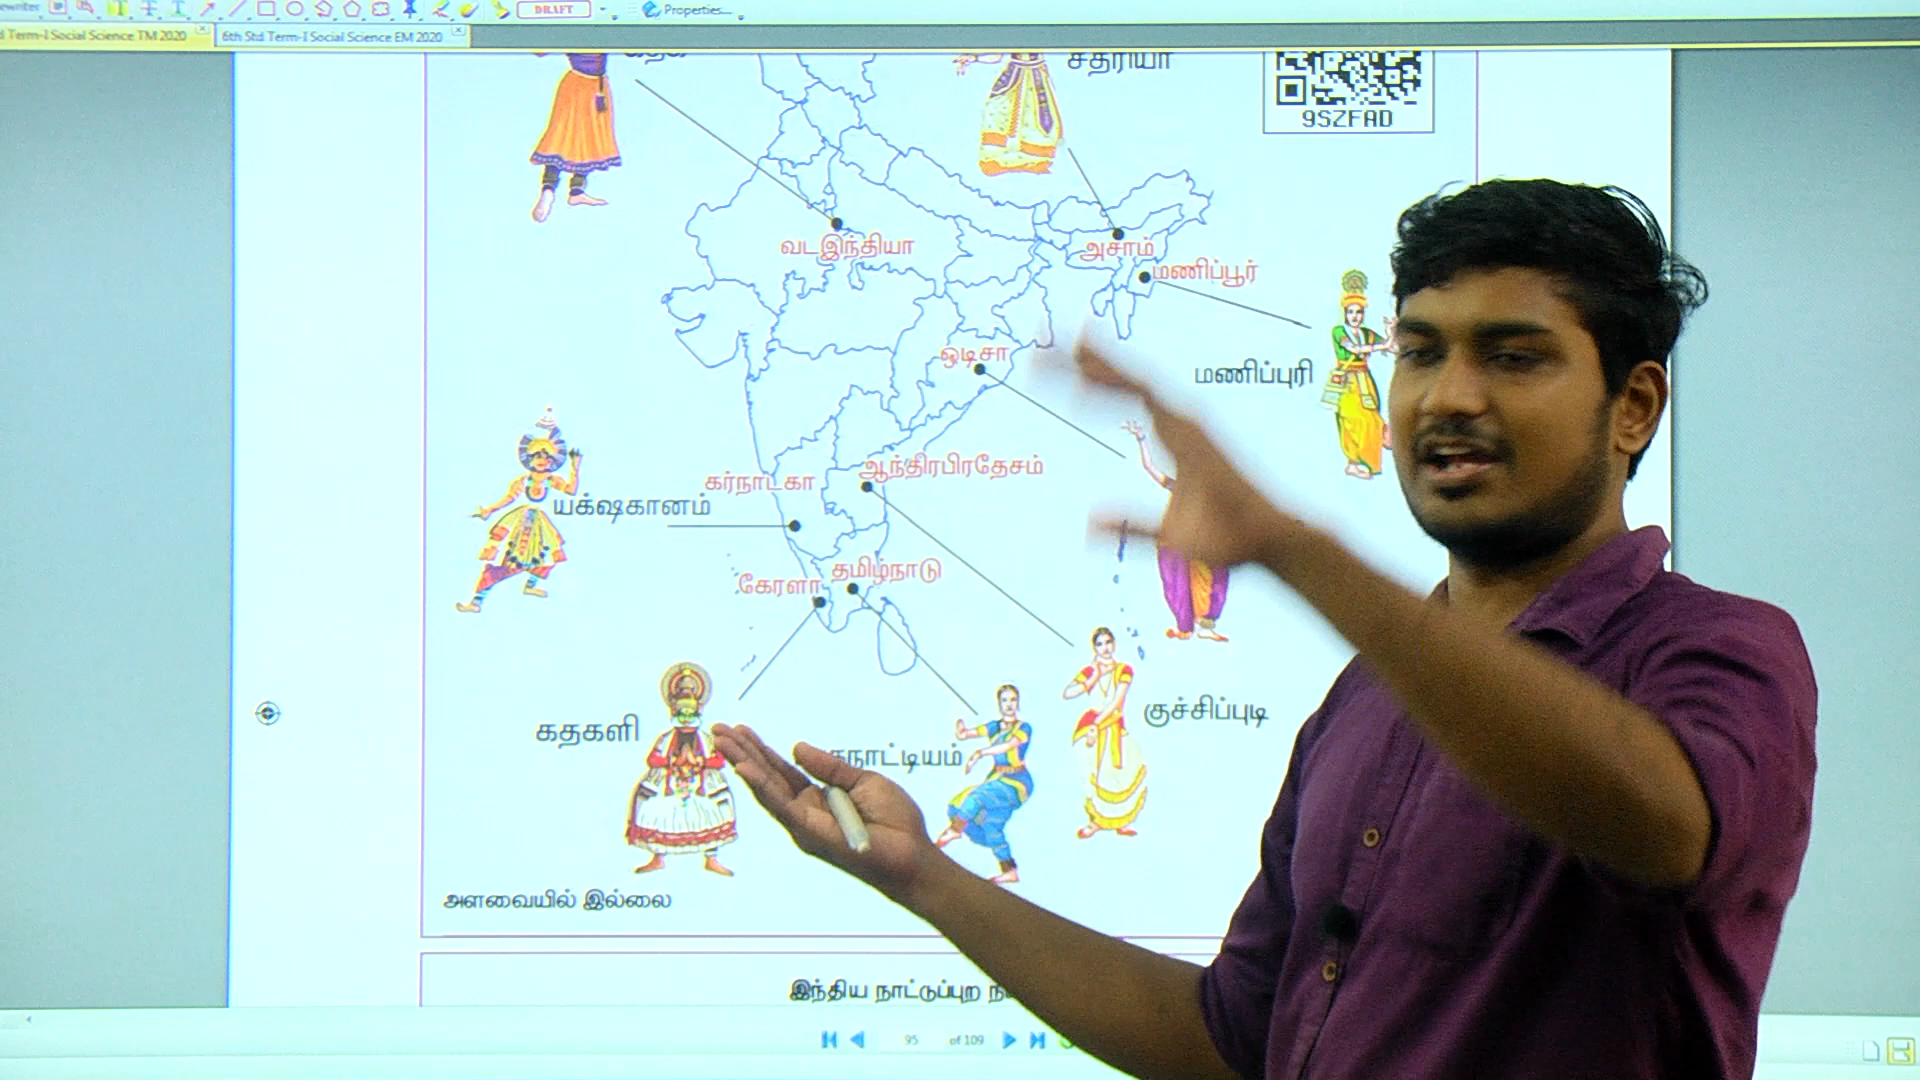 DRAFT
Properties...
Term-I Social Science TM 2020
6th Std Term-I Social Science EM 2020
9SZFAD
வடஇந்தியா
அசாம்
மணிப்பூர்
ஒடிசா
மணிப்புரி
ஆந்திரபிரதேசம்
கர்நாடகா
யக்‌ஷகானம்
தமிழ்நாடு
கேரளா
குச்சிப்புடி
கதகளி
அளவையில் இல்லை
இந்திய நாட்டுப்புற
95
of 109